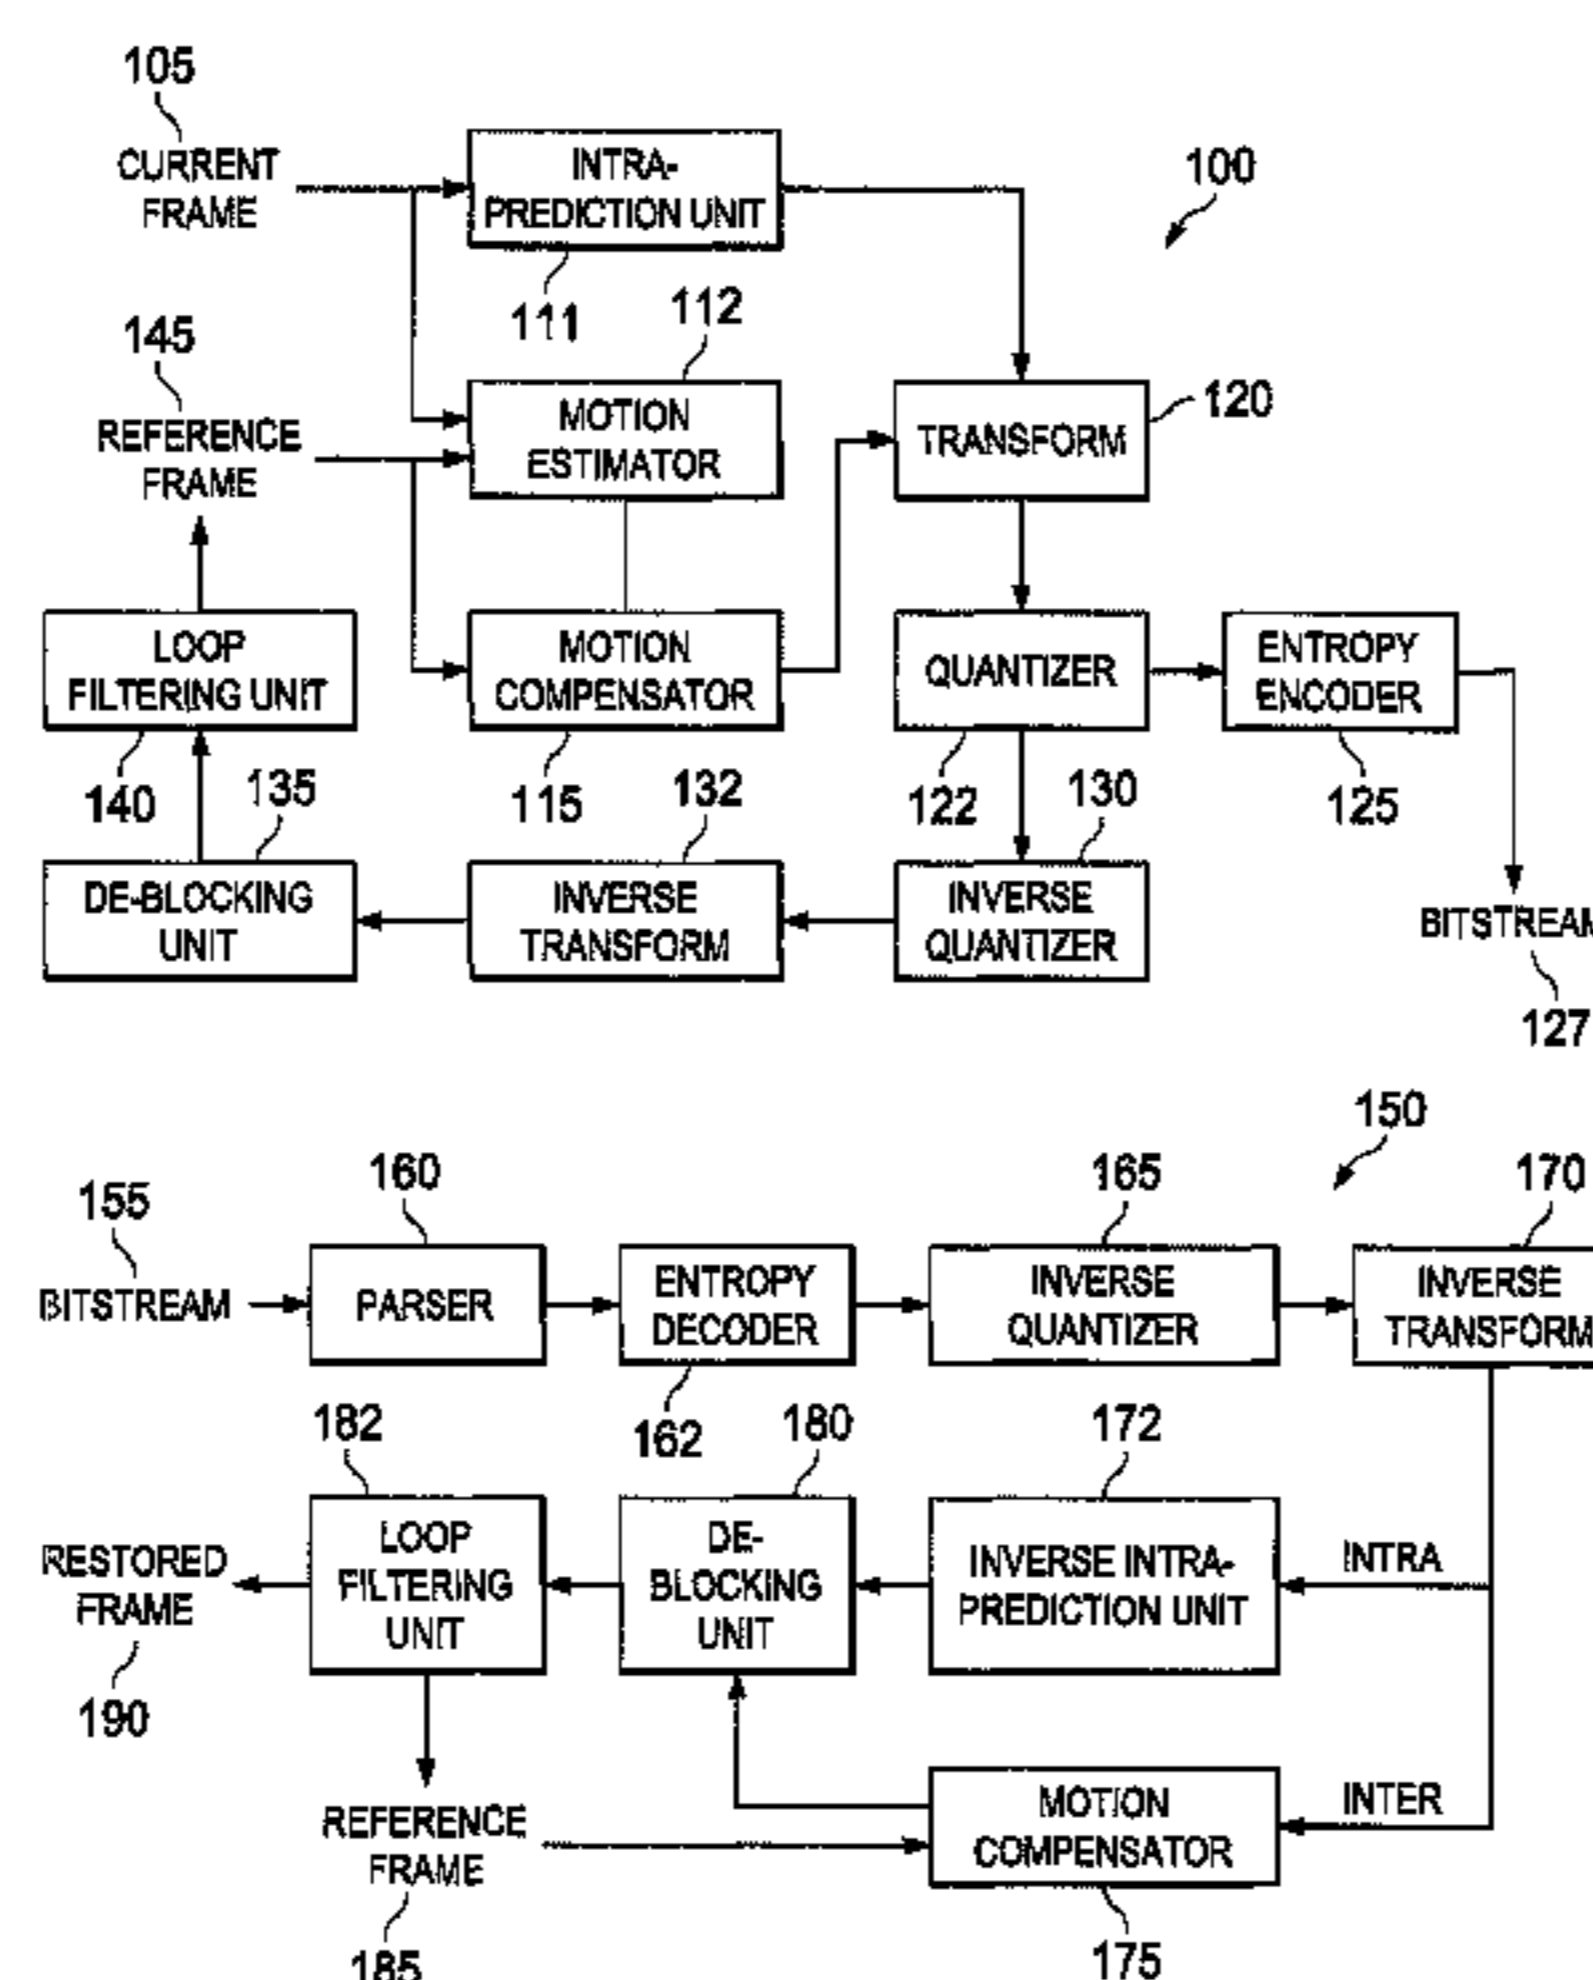 105
CURRENT
FRAME
INTRA-
PREDICTION UNIT
111
100
145
REFERENCE
FRAME
112
MOTION
ESTIMATOR
TRANSFORM
120
LOOP
FILTERING UNIT
140
MOTION
COMPENSATOR
115
QUANTIZER
122
ENTROPY
ENCODER
125
135
DE-BLOCKING
UNIT
132
INVERSE
TRANSFORM
130
INVERSE
QUANTIZER
BITSTREAM
127
150
155
BITSTREAM
160
PARSER
ENTROPY
DECODER
162
165
INVERSE
QUANTIZER
170
INVERSE
TRANSFORM
RESTORED
FRAME
190
182
LOOP
FILTERING
UNIT
180
DE-
BLOCKING
UNIT
172
INVERSE INTRA-
PREDICTION UNIT
INTRA
REFERENCE
FRAME
185
MOTION
COMPENSATOR
175
INTER